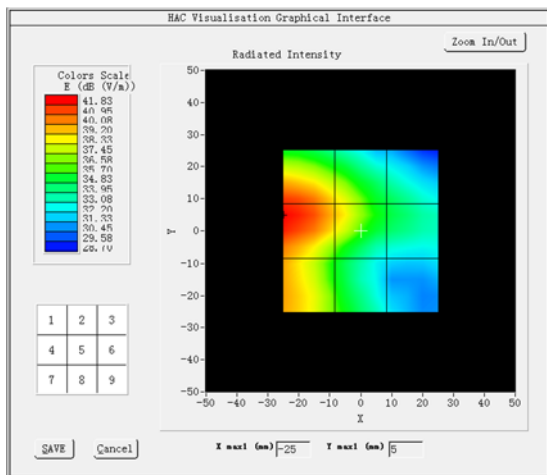 HAC Visualisation Graphical Interface
Zoom In/Out
Radiated Intensity
Colors Scale
E (dB (V/m))
41.83
40.95
40.08
39.20
38.33
37.45
36.58
35.70
34.83
33.95
33.08
32.20
31.33
30.45
29.58
28.70
50
40
30
20
10
0
-10
-20
-30
-40
-50
Y
-50 -40 -30 -20 -10 0 10 20 30 40 50
X
1 2 3
4 5 6
7 8 9
X max1 (mm) -25 Y max1 (mm) 5
SAVE Cancel